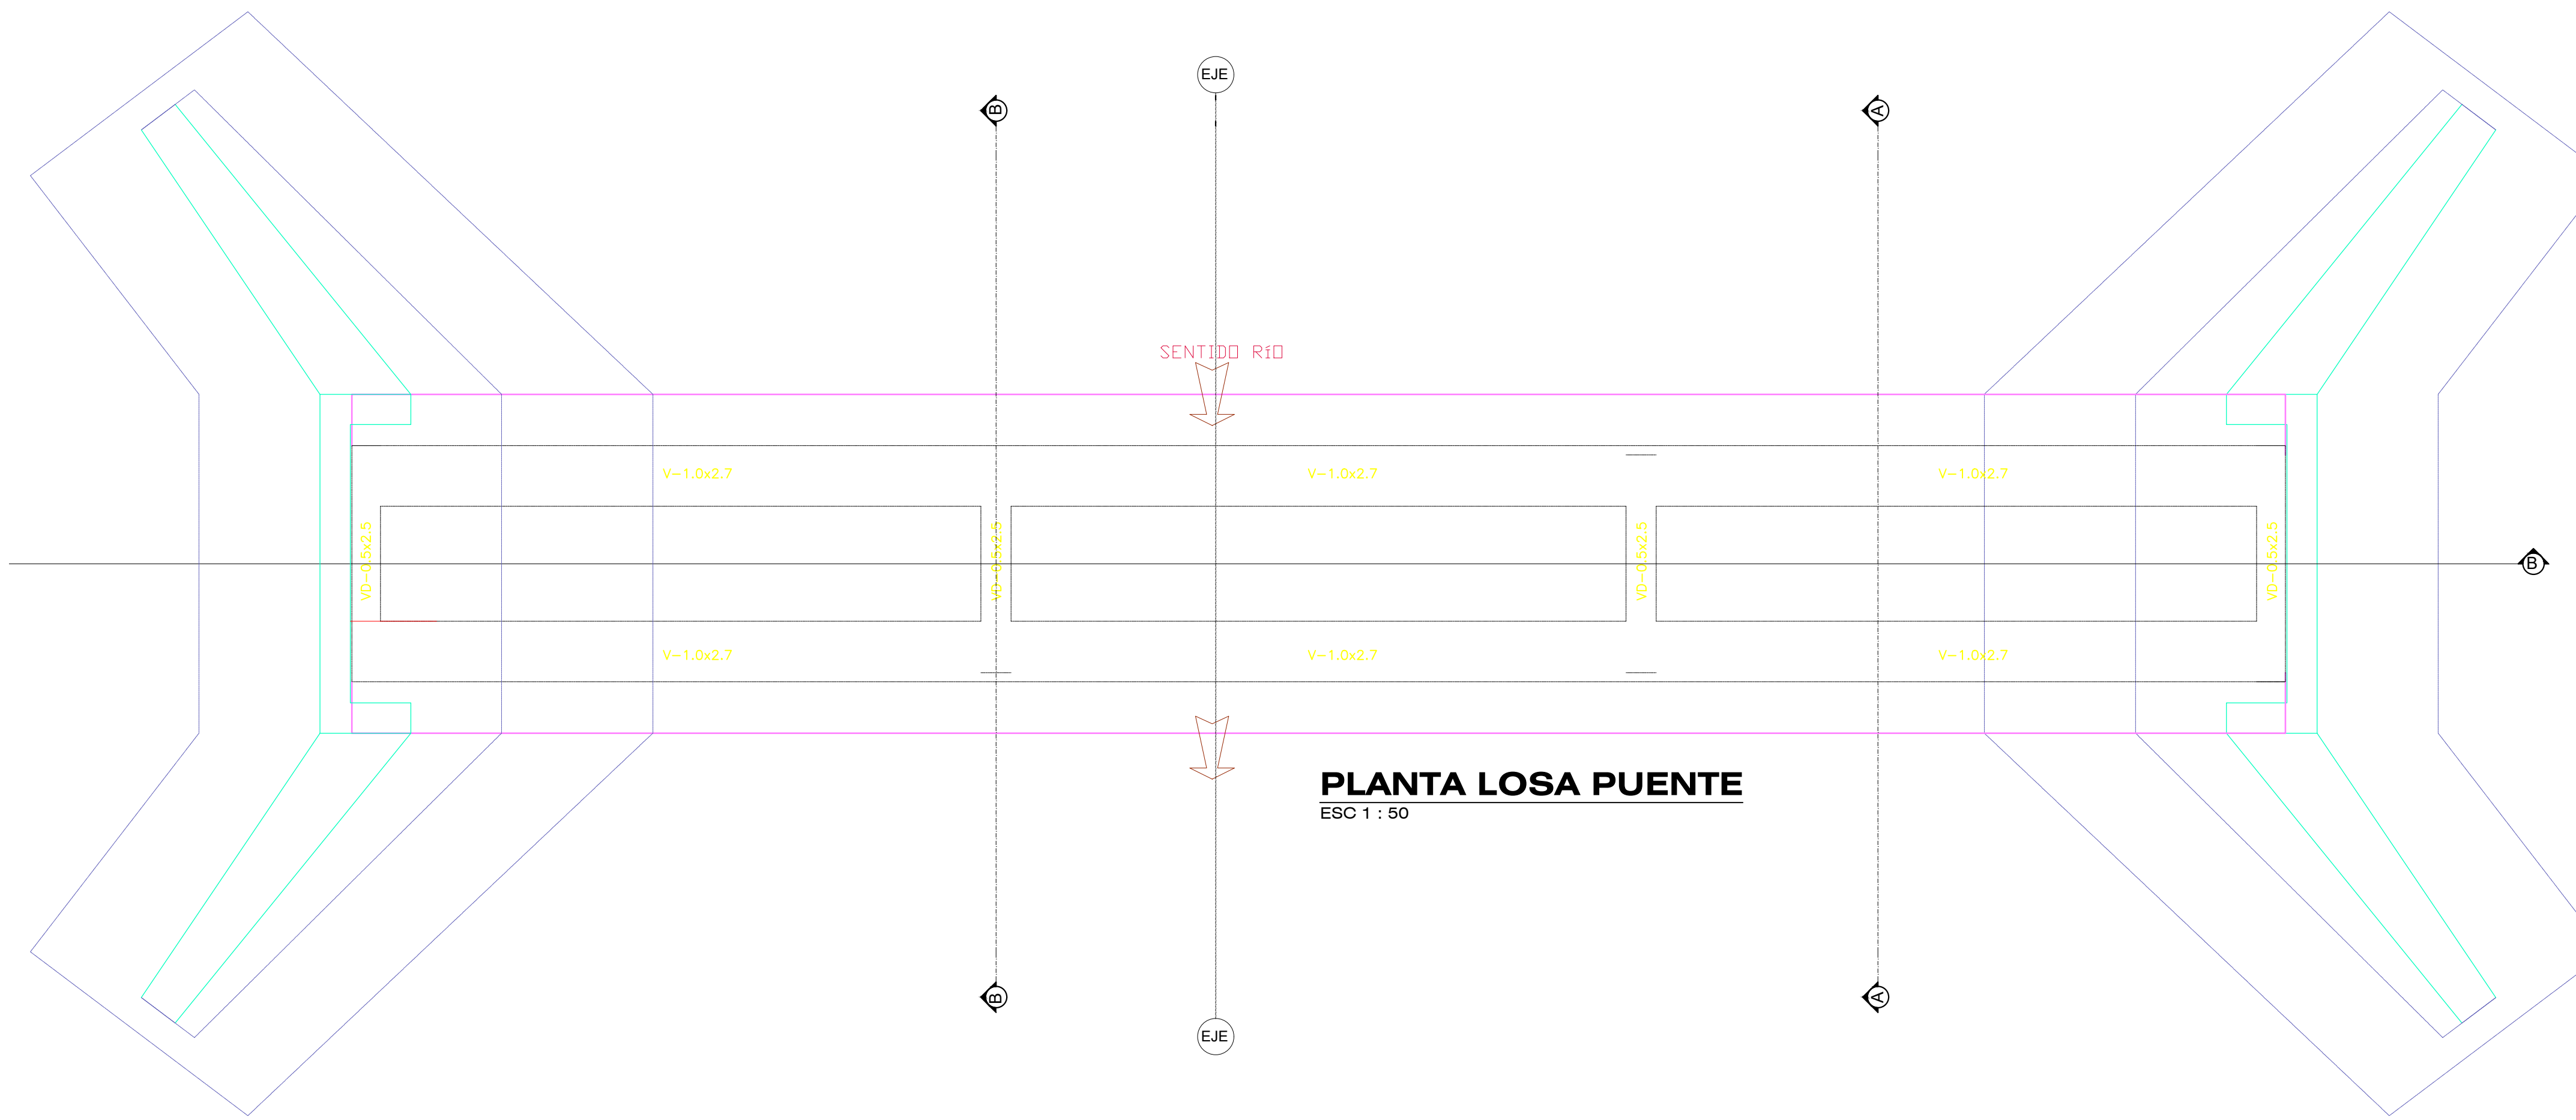 EJE
B
A
SENTIDO RíO
V-1.0x2.7
V-1.0x2.7
V-1.0x2.7
VD-0.5x2.5
VD-0.5x2.5
VD-0.5x2.5
VD-0.5x2.5
B
V-1.0x2.7
V-1.0x2.7
V-1.0x2.7
PLANTA LOSA PUENTE
ESC 1 : 50
B
A
EJE